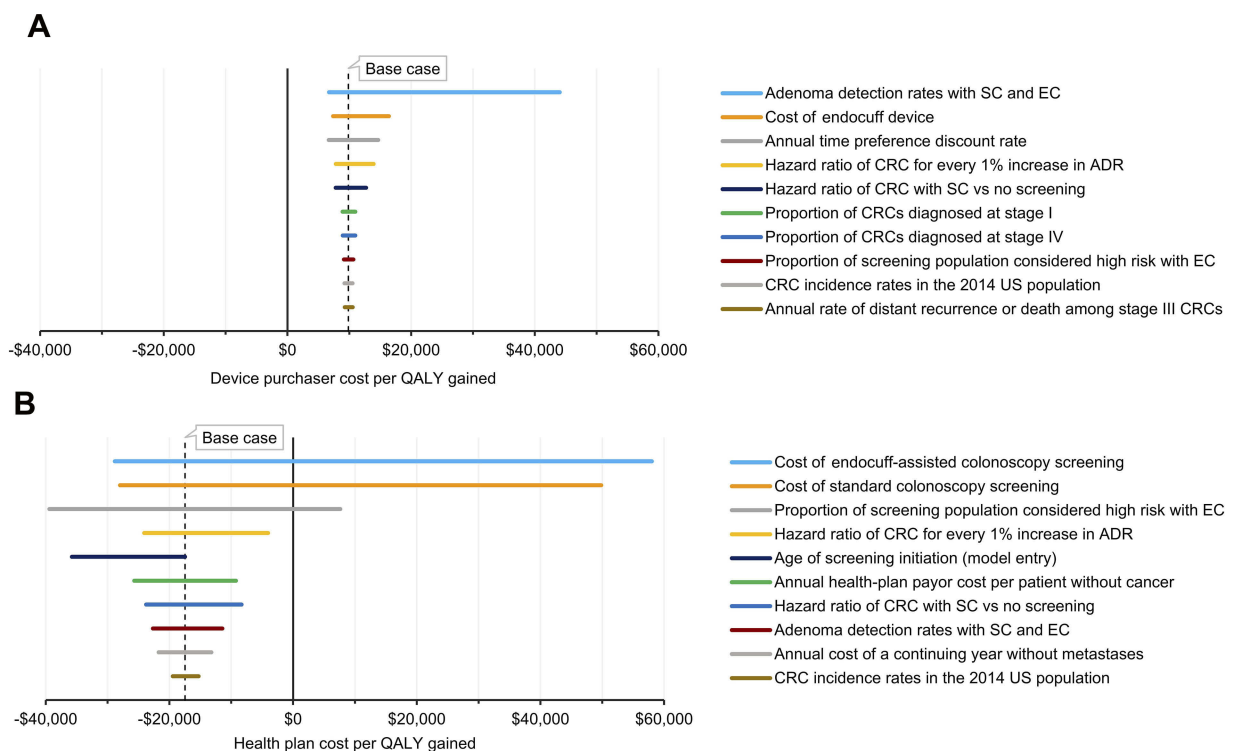 A
Base case
Adenoma detection rates with SC and EC
Cost of endocuff device
Annual time preference discount rate
Hazard ratio of CRC for every 1% increase in ADR
Hazard ratio of CRC with SC vs no screening
Proportion of CRCs diagnosed at stage I
Proportion of CRCs diagnosed at stage IV
Proportion of screening population considered high risk with EC
CRC incidence rates in the 2014 US population
Annual rate of distant recurrence or death among stage III CRCs
-$40,000 -$20,000 $0 $20,000 $40,000 $60,000
Device purchaser cost per QALY gained
B
Base case
Cost of endocuff-assisted colonoscopy screening
Cost of standard colonoscopy screening
Proportion of screening population considered high risk with EC
Hazard ratio of CRC for every 1% increase in ADR
Age of screening initiation (model entry)
Annual health-plan payor cost per patient without cancer
Hazard ratio of CRC with SC vs no screening
Adenoma detection rates with SC and EC
Annual cost of a continuing year without metastases
CRC incidence rates in the 2014 US population
-$40,000 -$20,000 $0 $20,000 $40,000 $60,000
Health plan cost per QALY gained